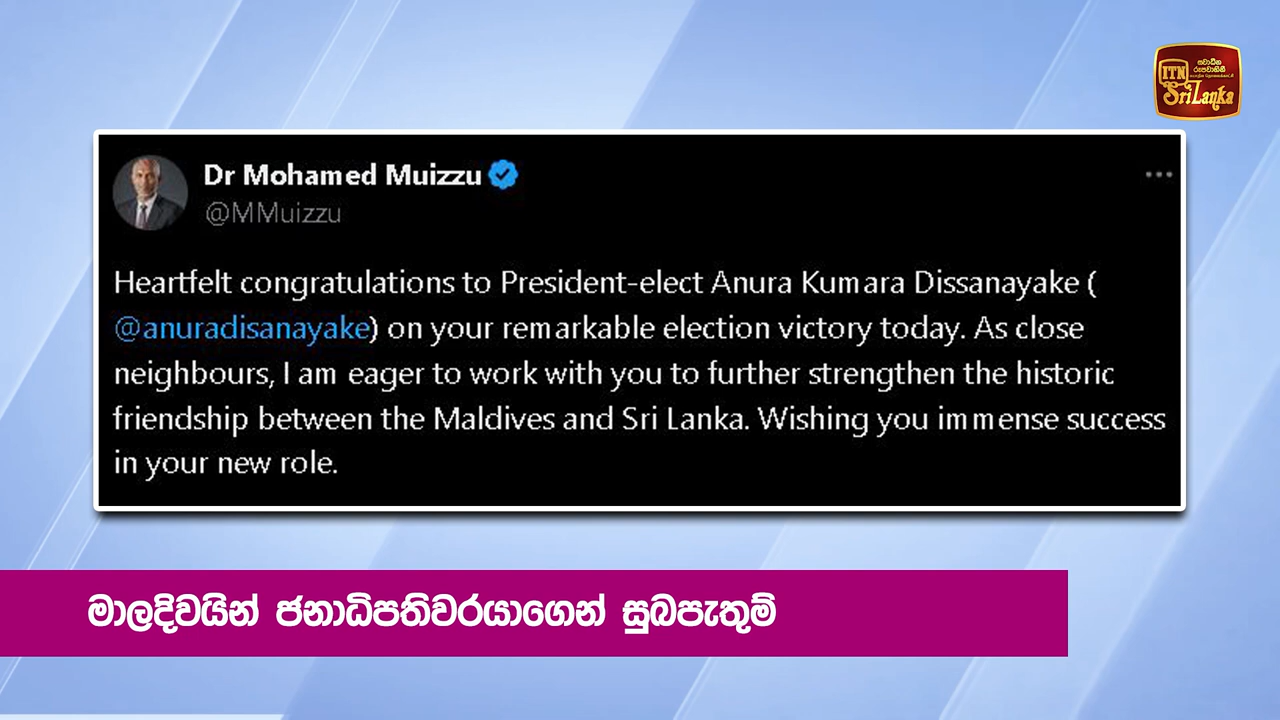 ස්වාධීන
රූපවාහිනී
ITN
Sri Lanka
Dr Mohamed Muizzu
@MMuizzu
Heartfelt congratulations to President-elect Anura Kumara Dissanayake (
@anuradisanayake) on your remarkable election victory today. As close
neighbours, I am eager to work with you to further strengthen the historic
friendship between the Maldives and Sri Lanka. Wishing you immense success
in your new role.
මාලදිවයින් ජනාධිපතිවරයාගෙන් සුබපැතුම්